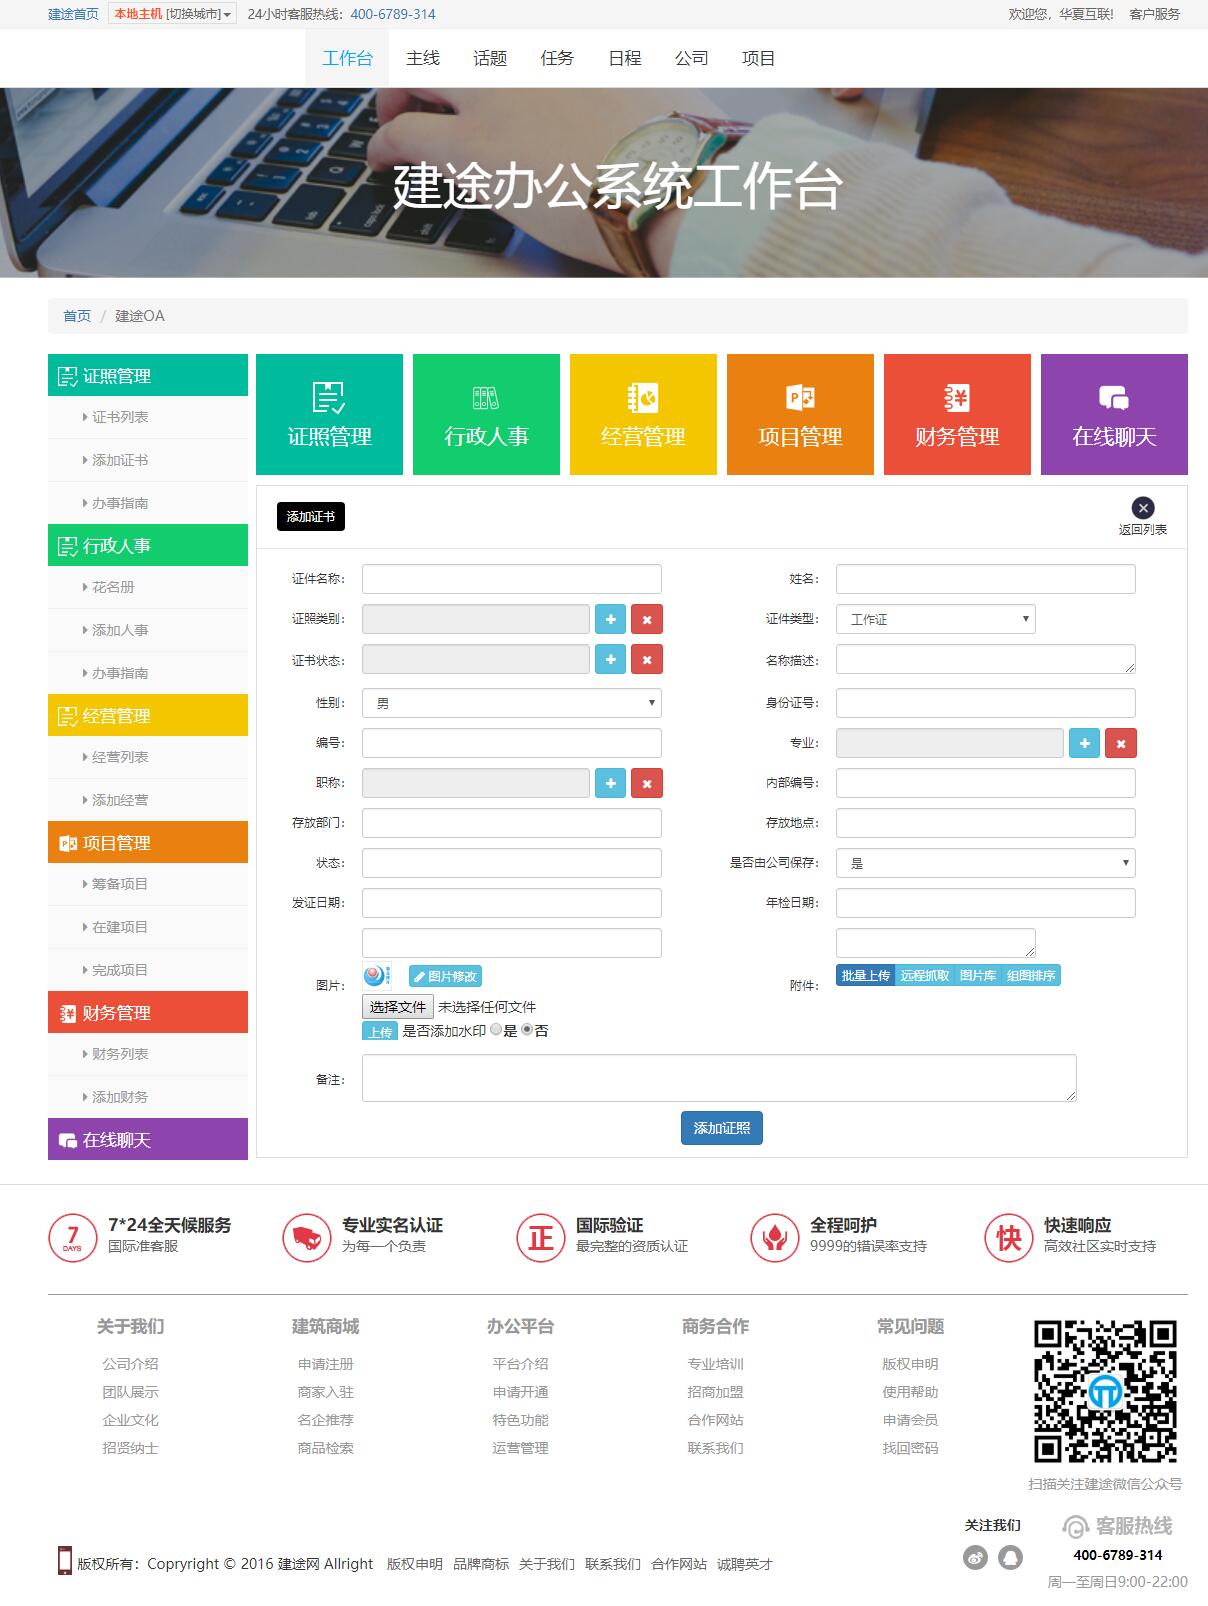 建途首页 本地主机 [切换城市] 24小时客服热线：400-6789-314 欢迎您，华夏互联! 客户服务
工作台 主线 话题 任务 日程 公司 项目
建途办公系统工作台
首页 / 建途OA
证照管理
证书列表
添加证书
办事指南
行政人事
花名册
添加人事
办事指南
经营管理
经营列表
添加经营
项目管理
筹备项目
在建项目
完成项目
财务管理
财务列表
添加财务
在线聊天
证照管理 行政人事 经营管理 项目管理 财务管理 在线聊天
添加证书 返回列表
证件名称： 姓名：
证照类别： 证件类型： 工作证
证书状态： 名称描述：
性别： 男 身份证号：
编号： 专业：
职称： 内部编号：
存放部门： 存放地点：
状态： 是否由公司保存： 是
发证日期： 年检日期：
图片： 图片修改 附件： 批量上传 远程抓取 图片库 组图排序
选择文件 未选择任何文件
上传 是否添加水印 是 否
备注：
添加证照
7 DAYS 7*24全天候服务 国际准客服
专业实名认证 为每一个负责
正 国际验证 最完整的资质认证
全程呵护 9999的错误率支持
快 快速响应 高效社区实时支持
关于我们 建筑商城 办公平台 商务合作 常见问题
公司介绍 申请注册 平台介绍 专业培训 版权申明
团队展示 商家入驻 申请开通 招商加盟 使用帮助
企业文化 名企推荐 特色功能 合作网站 申请会员
招贤纳士 商品检索 运营管理 联系我们 找回密码
扫描关注建途微信公众号
关注我们 客服热线
400-6789-314
周一至周日9:00-22:00
版权所有：Copryright © 2016 建途网 Allright 版权申明 品牌商标 关于我们 联系我们 合作网站 诚聘英才